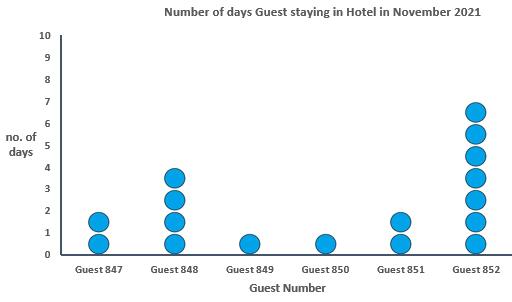 Number of days Guest staying in Hotel in November 2021
10
9
8
7
6
5
4
3
2
1
0
no. of
days
Guest 847 Guest 848 Guest 849 Guest 850 Guest 851 Guest 852
Guest Number